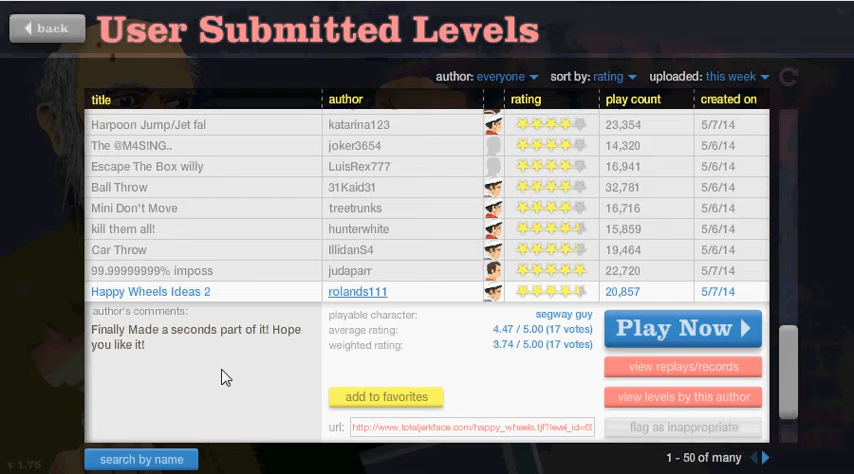 back
User Submitted Levels
author: everyone sort by: rating uploaded: this week
title author rating play count created on
Harpoon Jump/Jet fal katarina123 23,354 5/7/14
The @M4S!NG.. joker3654 14,320 5/6/14
Escape The Box willy LuisRex777 16,941 5/6/14
Ball Throw 31Kaid31 32,781 5/6/14
Mini Don't Move treetrunks 16,716 5/6/14
kill them all! hunterwhite 15,859 5/6/14
Car Throw IllidanS4 19,464 5/6/14
99.99999999% imposs judaparr 22,720 5/7/14
Happy Wheels Ideas 2 rolands111 20,857 5/7/14
author's comments:
Finally Made a seconds part of it! Hope
you like it!
playable character: segway guy
average rating: 4.47 / 5.00 (17 votes)
weighted rating: 3.74 / 5.00 (17 votes)
add to favorites
url: http://www.totaljerkface.com/happy_wheels.tjf?level_id=6
Play Now
view replays/records
view levels by this author
flag as inappropriate
v 1.75
search by name
1 - 50 of many